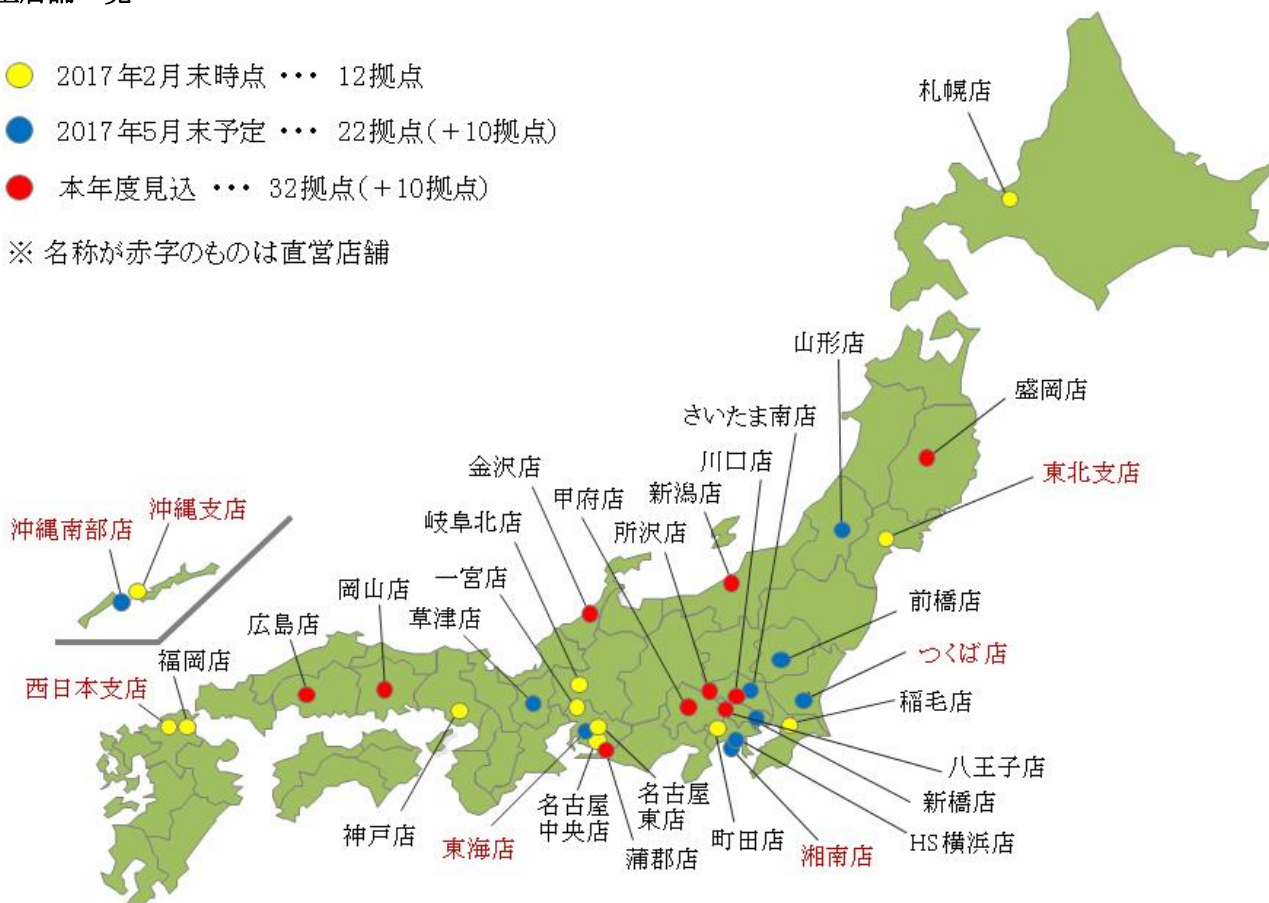 2017年2月末時点 ・・・ 12拠点
2017年5月末予定 ・・・ 22拠点(+10拠点)
本年度見込 ・・・ 32拠点(+10拠点)
※ 名称が赤字のものは直営店舗
札幌店
山形店
盛岡店
さいたま南店
東北支店
川口店
金沢店
新潟店
甲府店
沖縄支店
岐阜北店
沖縄南部店
所沢店
一宮店
岡山店
前橋店
草津店
広島店
つくば店
福岡店
西日本支店
稲毛店
八王子店
名古屋
東店
新橋店
名古屋
中央店
神戸店
東海店
町田店
HS横浜店
湘南店
蒲郡店